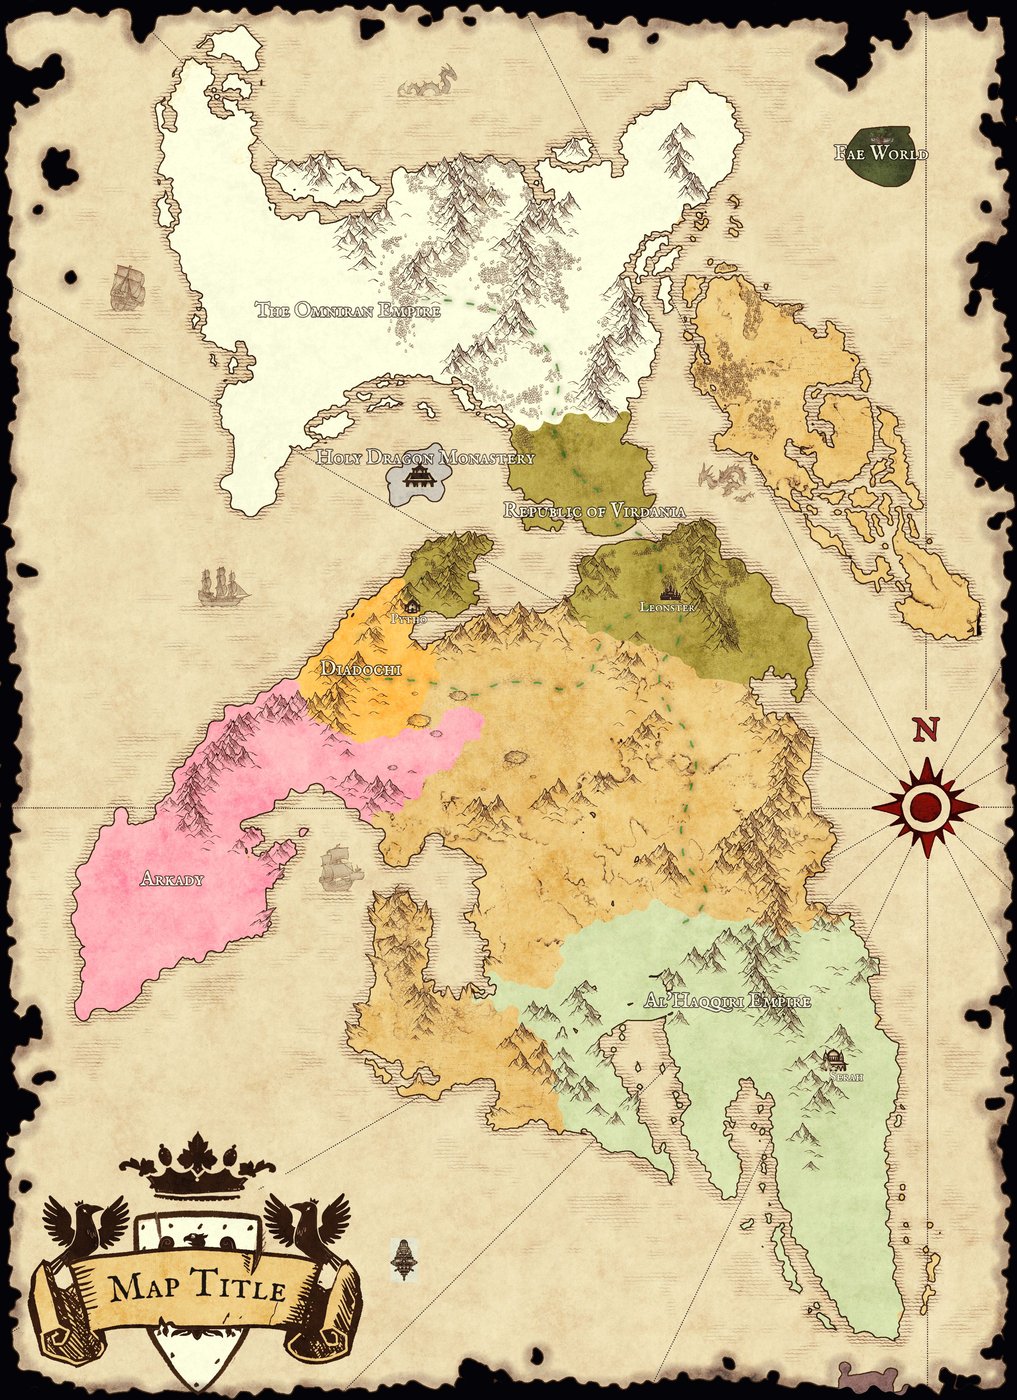 Fae World
The Omniran Empire
Holy Dragon Monastery
Republic of Virdania
Leonster
Pytho
Diadochi
N
Arkady
Al'Haqqiri Empire
Serah
Map Title